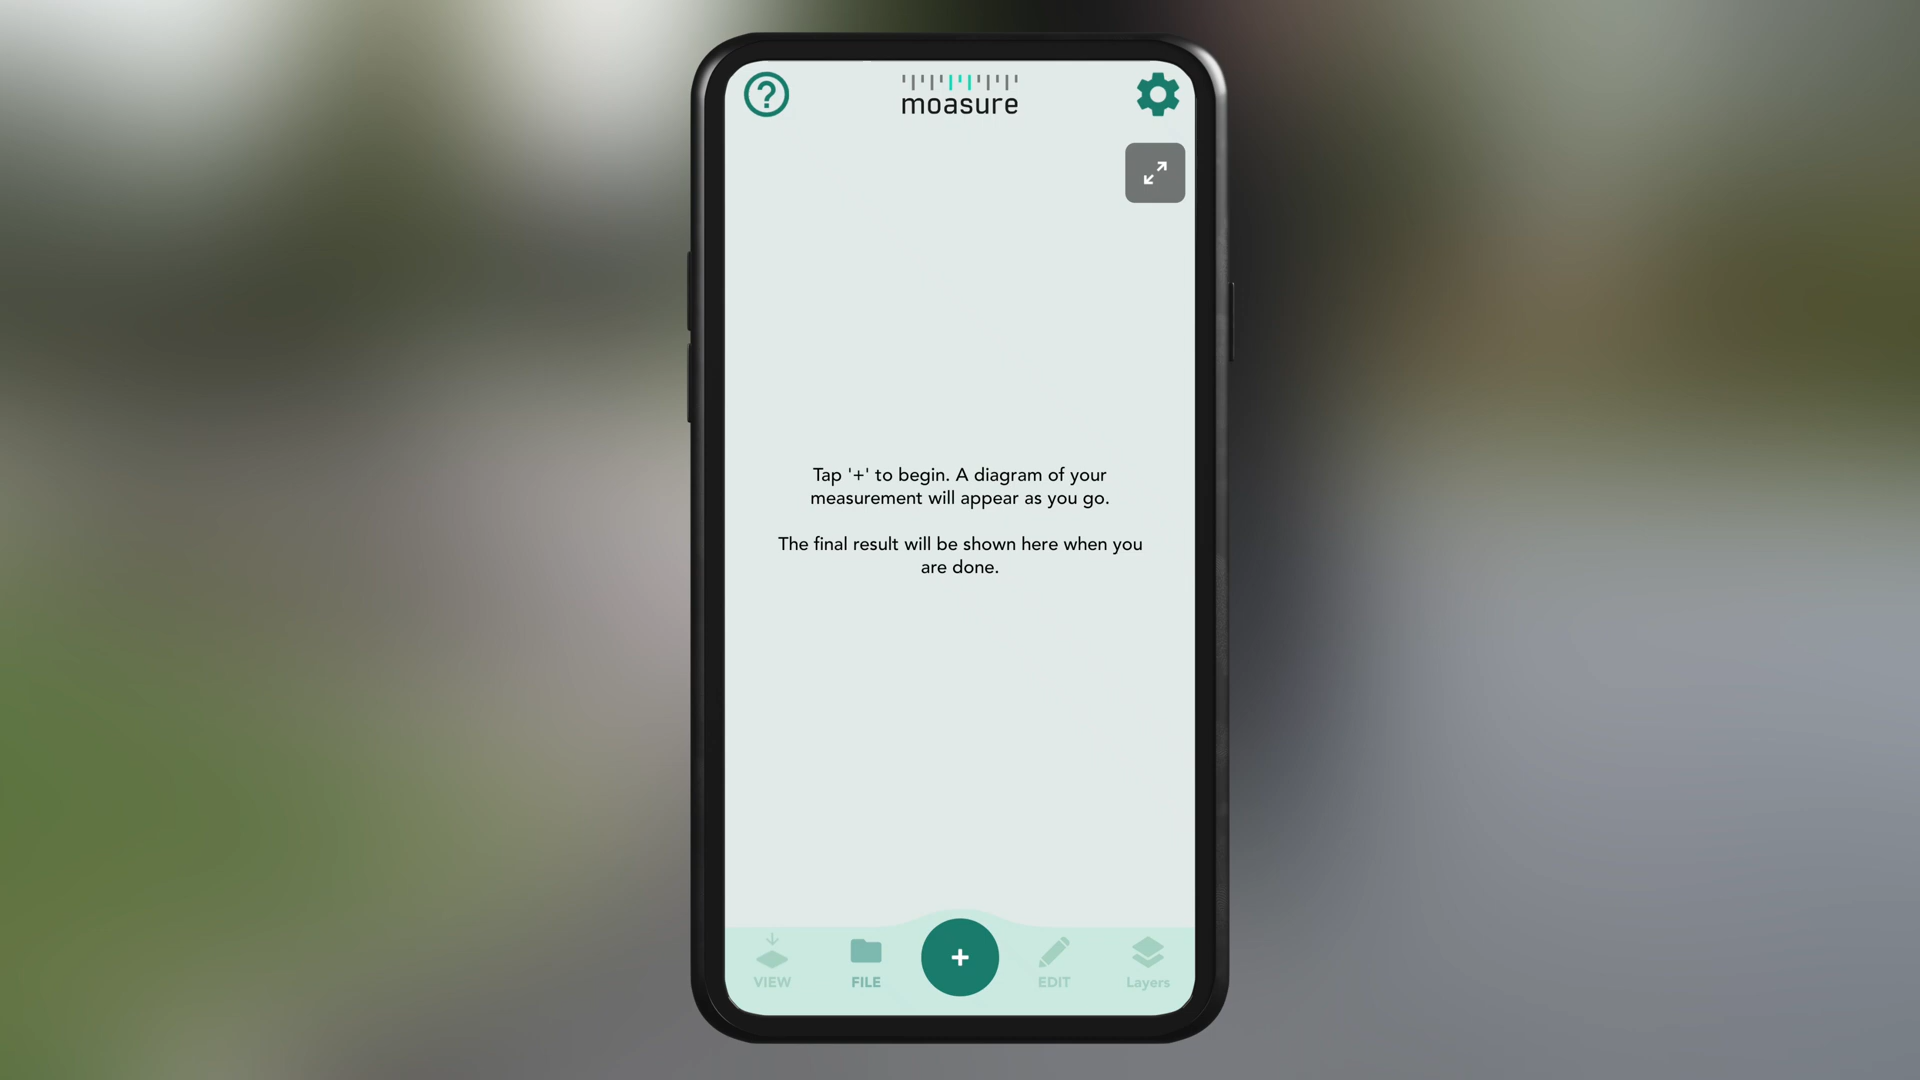 moasure
Tap '+' to begin. A diagram of your
measurement will appear as you go.
The final result will be shown here when you
are done.
VIEW
FILE
EDIT
Layers